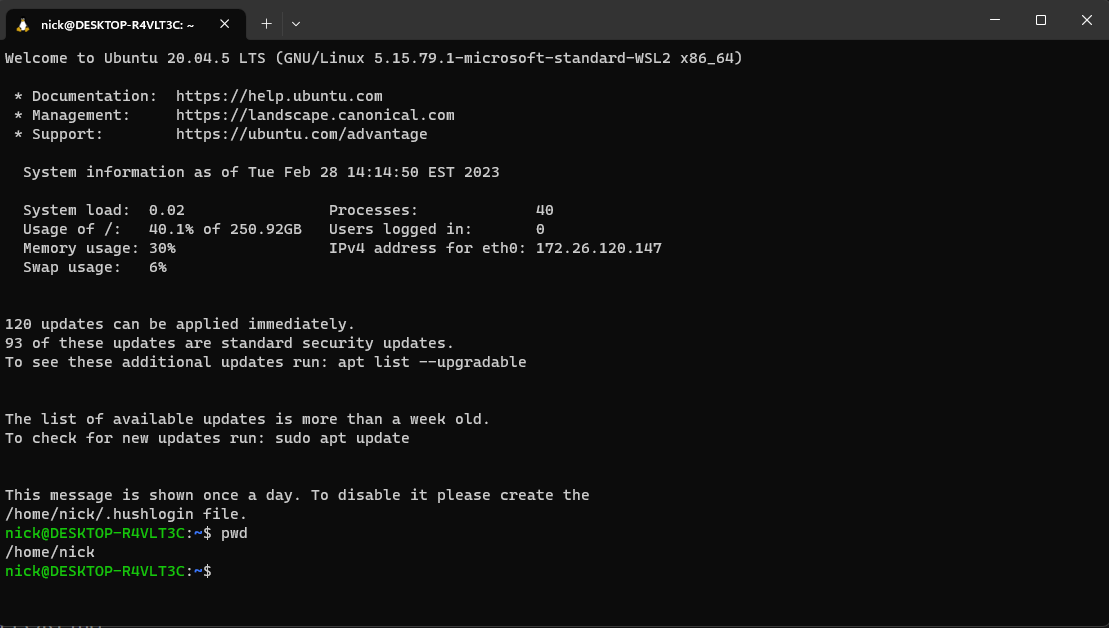 nick@DESKTOP-R4VLT3C: ~
Welcome to Ubuntu 20.04.5 LTS (GNU/Linux 5.15.79.1-microsoft-standard-WSL2 x86_64)
* Documentation:  https://help.ubuntu.com
* Management:     https://landscape.canonical.com
* Support:        https://ubuntu.com/advantage
System information as of Tue Feb 28 14:14:50 EST 2023
System load:  0.02                Processes:             40
Usage of /:   40.1% of 250.92GB   Users logged in:       0
Memory usage: 30%                 IPv4 address for eth0: 172.26.120.147
Swap usage:   6%
120 updates can be applied immediately.
93 of these updates are standard security updates.
To see these additional updates run: apt list --upgradable
The list of available updates is more than a week old.
To check for new updates run: sudo apt update
This message is shown once a day. To disable it please create the
/home/nick/.hushlogin file.
nick@DESKTOP-R4VLT3C:~$ pwd
/home/nick
nick@DESKTOP-R4VLT3C:~$